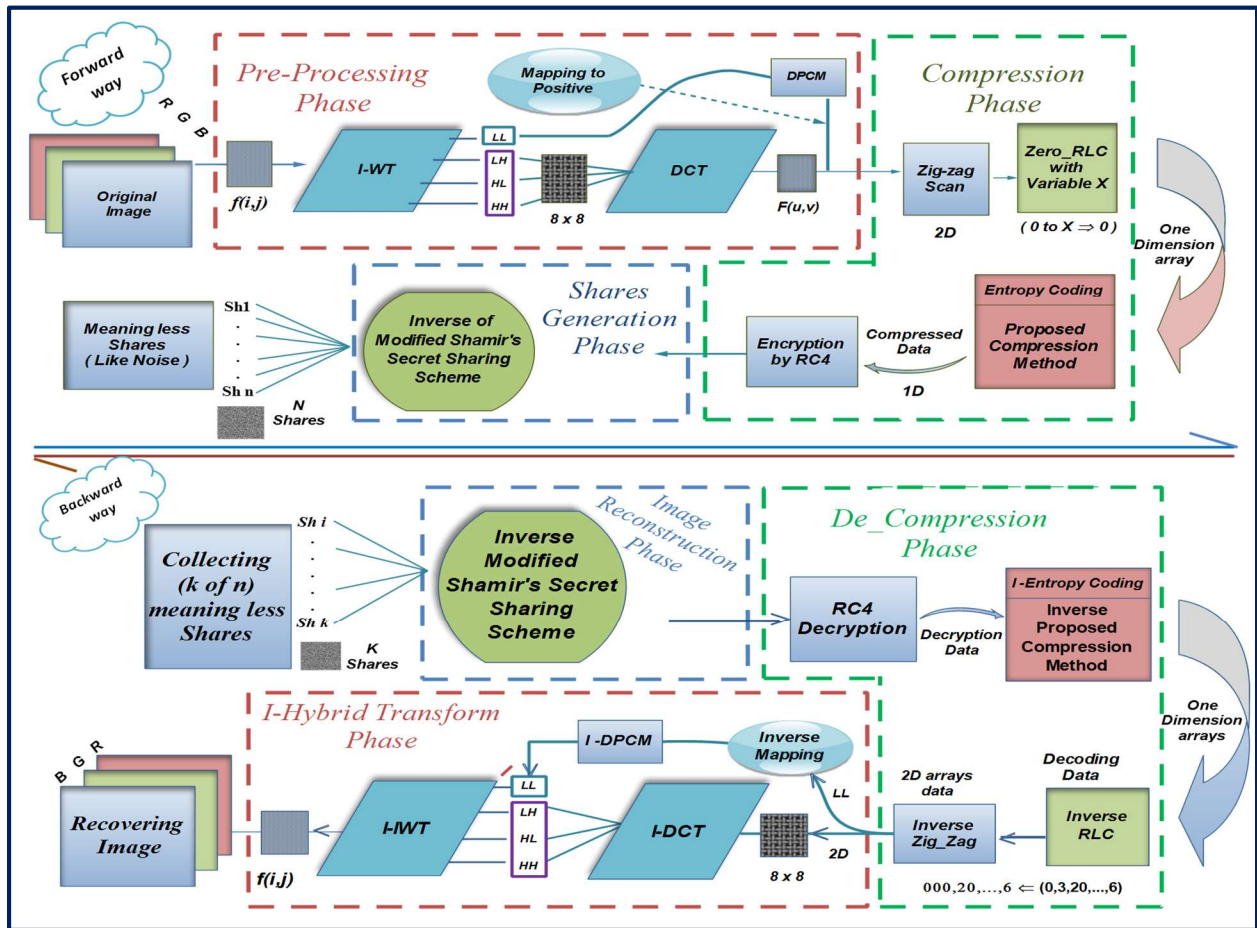 Forward
way
R G B
Original
Image
f(i,j)
Pre-Processing
Phase
Mapping to
Positive
DPCM
I-WT
LL
LH
HL
HH
8 x 8
DCT
F(u,v)
Compression
Phase
Zig-zag
Scan
2D
Zero_RLC
with
Variable X
( 0 to X ⇒ 0 )
One
Dimension
array
Entropy Coding
Proposed
Compression
Method
Compressed
Data
1D
Encryption
by RC4
Shares
Generation
Phase
Inverse of
Modified Shamir's
Secret Sharing
Scheme
Sh1
.
.
.
.
Sh n
N
Shares
Meaning less
Shares
( Like Noise )
Backward
way
Collecting
(k of n)
meaning less
Shares
Sh i
.
.
.
.
Sh k
K
Shares
Inverse
Modified
Shamir's Secret
Sharing
Scheme
Image
Reconstruction
Phase
De_Compression
Phase
RC4
Decryption
Decryption
Data
I -Entropy Coding
Inverse
Proposed
Compression
Method
One
Dimension
arrays
Decoding
Data
Inverse
RLC
000,20,...,6 ⇐ (0,3,20,...,6)
2D arrays
data
Inverse
Zig_Zag
LL
2D
Inverse
Mapping
I -DPCM
I-Hybrid Transform
Phase
8 x 8
I-DCT
LL
LH
HL
HH
I-IWT
f(i,j)
B G R
Recovering
Image